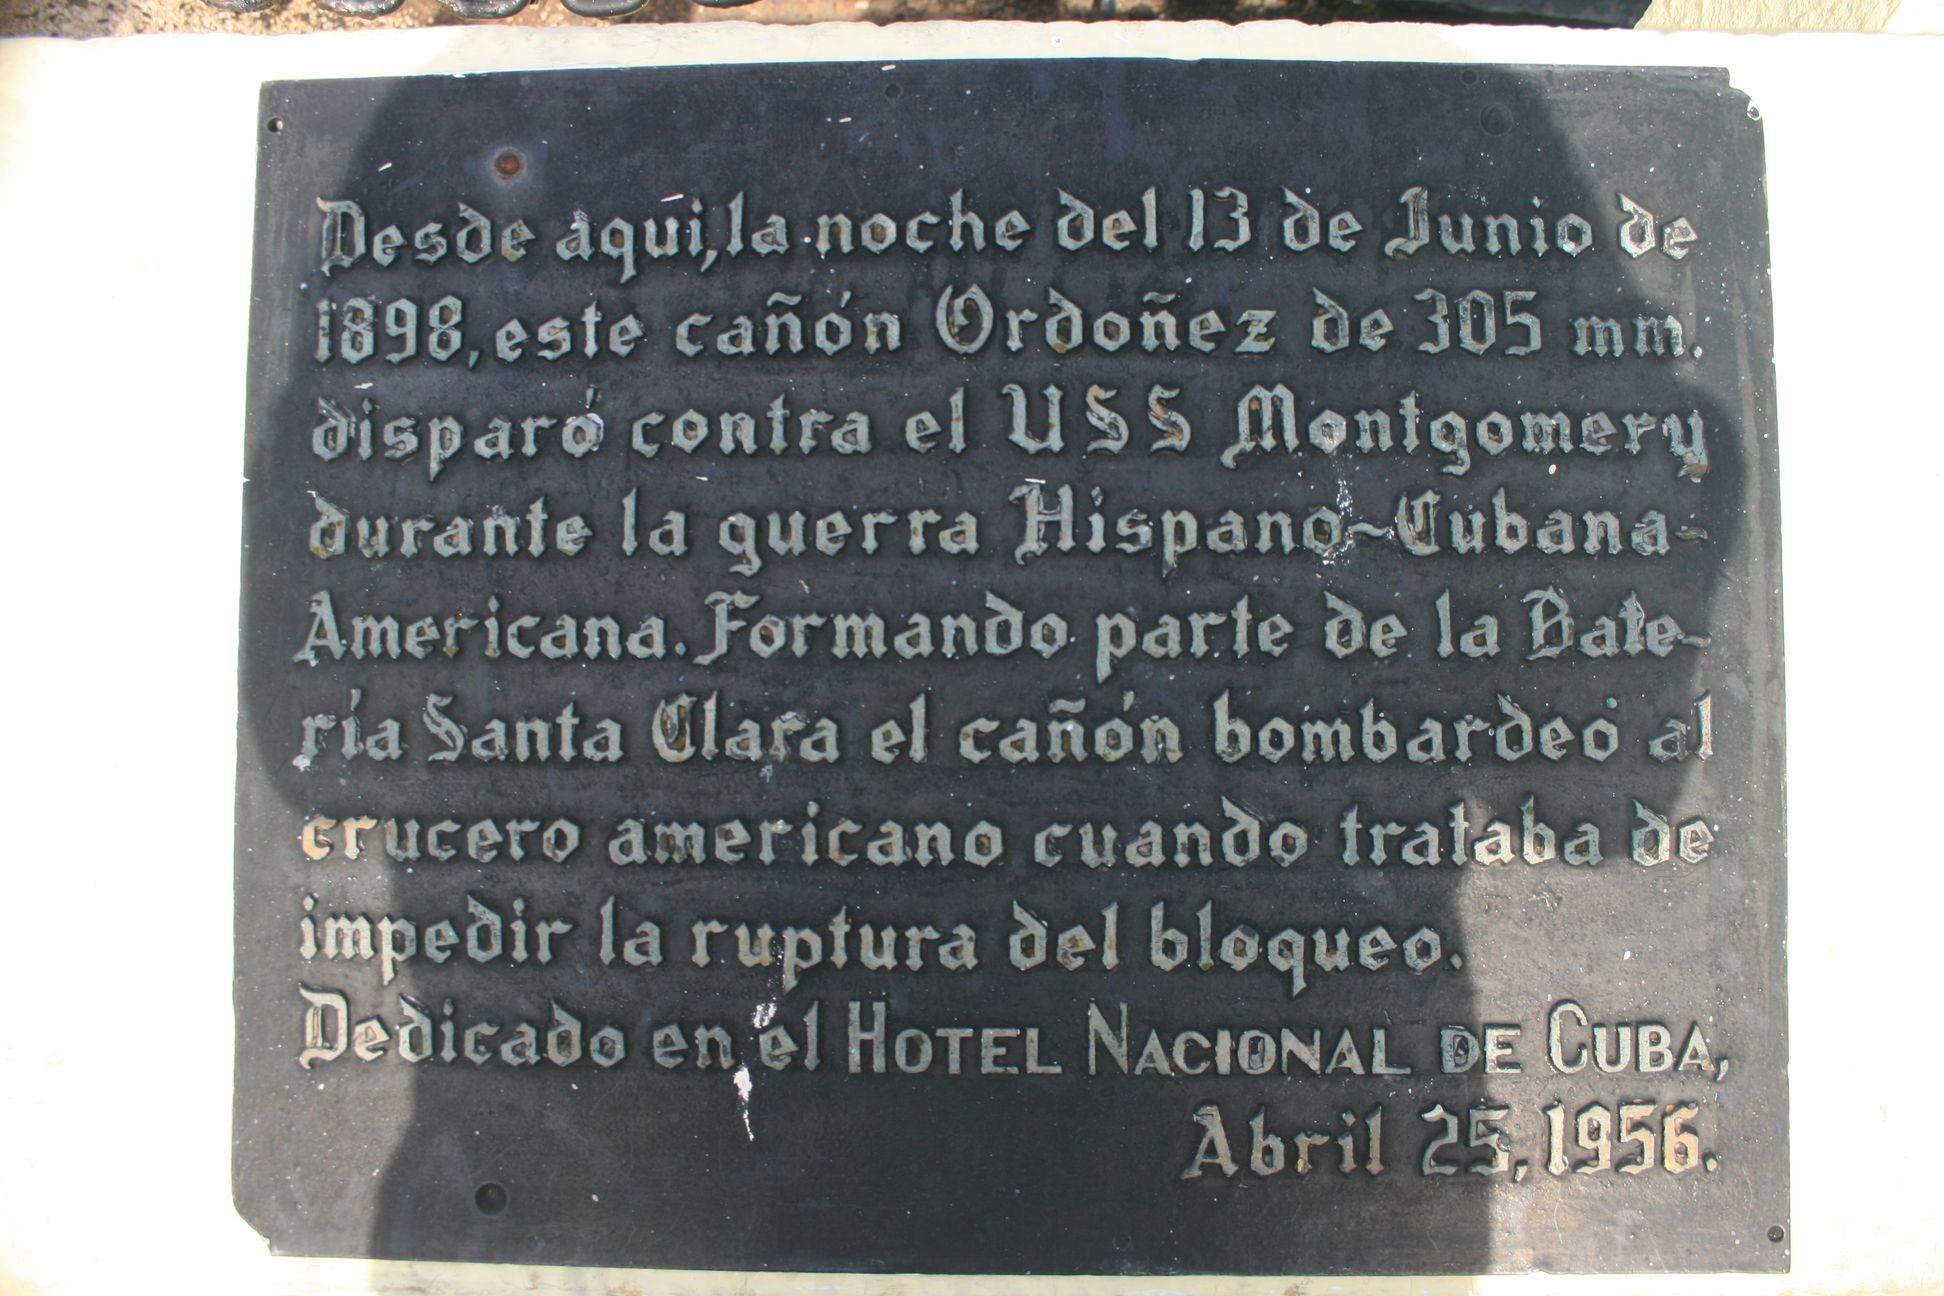 Desde aqui, la noche del 13 de Junio de
1898, este cañón Ordoñez de 305 mm.
disparó contra el USS Montgomery
durante la guerra Hispano-Cubana-
Americana. Formando parte de la Bate-
ría Santa Clara el cañón bombardeó al
crucero americano cuando trataba de
impedir la ruptura del bloqueo.
Dedicado en el HOTEL NACIONAL DE CUBA,
Abril 25, 1956.